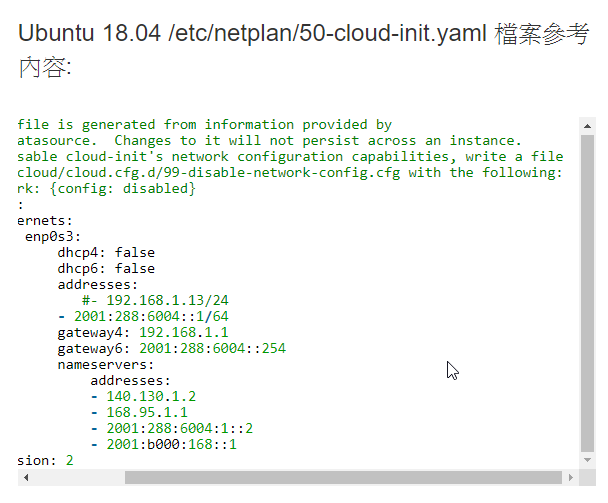 Ubuntu 18.04 /etc/netplan/50-cloud-init.yaml 檔案參考
內容:
file is generated from information provided by
atasource.  Changes to it will not persist across an instance.
sable cloud-init's network configuration capabilities, write a file
cloud/cloud.cfg.d/99-disable-network-config.cfg with the following:
rk: {config: disabled}
:
ernets:
 enp0s3:
     dhcp4: false
     dhcp6: false
     addresses:
        #- 192.168.1.13/24
     - 2001:288:6004::1/64
     gateway4: 192.168.1.1
     gateway6: 2001:288:6004::254
     nameservers:
         addresses:
         - 140.130.1.2
         - 168.95.1.1
         - 2001:288:6004:1::2
         - 2001:b000:168::1
sion: 2